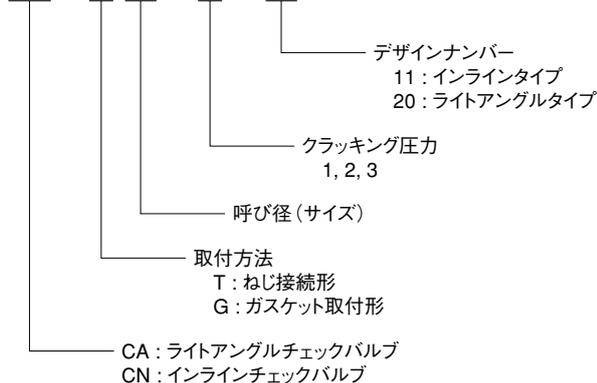 デザインナンバー
11 : インラインタイプ
20 : ライトアングルタイプ
クラッキング圧力
1, 2, 3
呼び径（サイズ）
取付方法
T : ねじ接続形
G : ガスケット取付形
CA : ライトアングルチェックバルブ
CN : インラインチェックバルブ